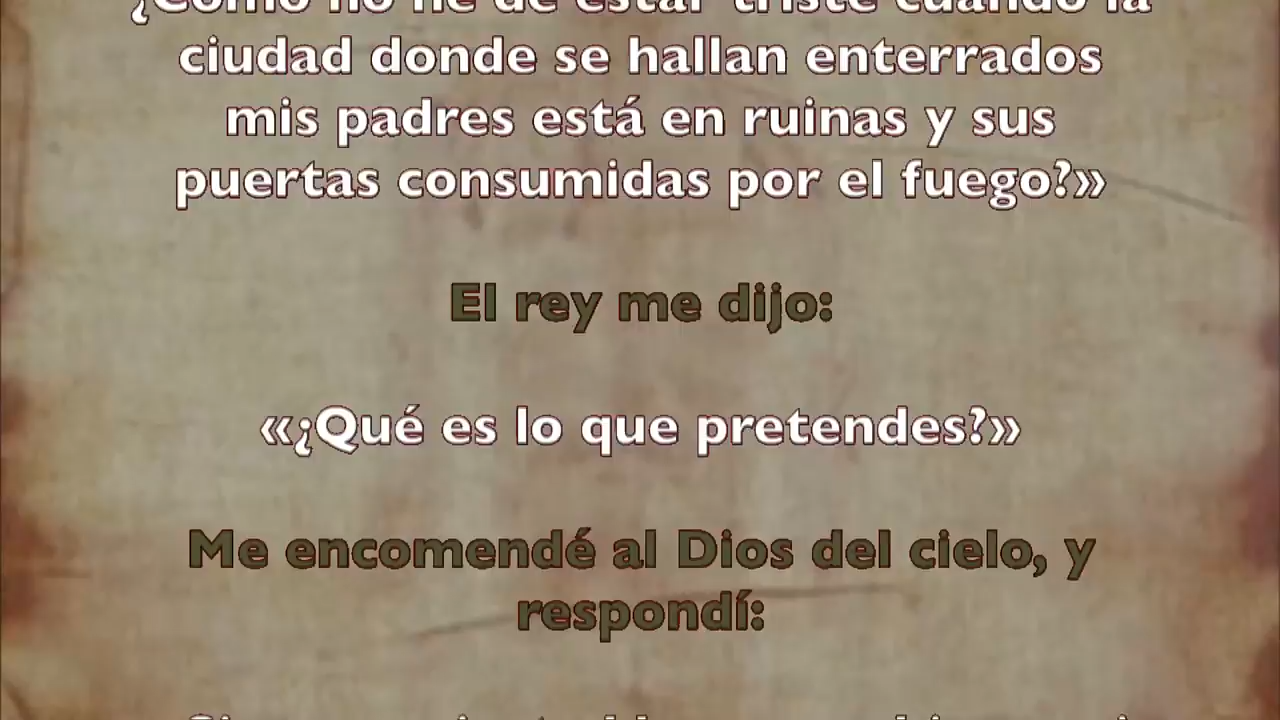 ¿Cómo no he de estar triste cuando la
ciudad donde se hallan enterrados
mis padres está en ruinas y sus
puertas consumidas por el fuego?»
El rey me dijo:
«¿Qué es lo que pretendes?»
Me encomendé al Dios del cielo, y
respondí: